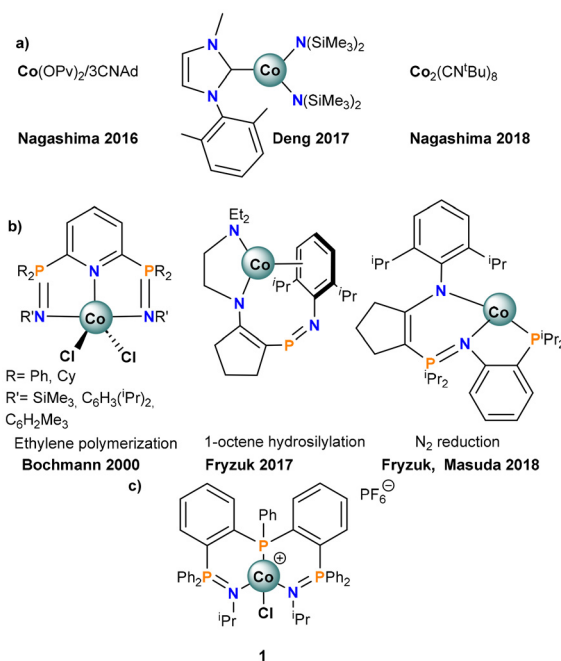 a)
Co(OPv)₂/3CNAd
N
N
Co
N(SiMe3)₂
N(SiMe3)₂
Co₂(CNᵗBu)₈
Nagashima 2016
Deng 2017
Nagashima 2018
b)
R₂P
N
PR₂
R'N
Co
NR'
Cl
Cl
R= Ph, Cy
R'= SiMe₃, C₆H₃(ⁱPr)₂,
C₆H₂Me₃
NEt₂
Co
N
ⁱPr
ⁱPr
P
N
ⁱPr
ⁱPr
N
Co
N
PⁱPr₂
P
ⁱPr₂
Ethylene polymerization
1-octene hydrosilylation
N₂ reduction
Bochmann 2000
Fryzuk 2017
Fryzuk, Masuda 2018
c)
PF₆⊖
Ph
P
⊕
Ph₂P
Co
PPh₂
N
Cl
N
ⁱPr
ⁱPr
1